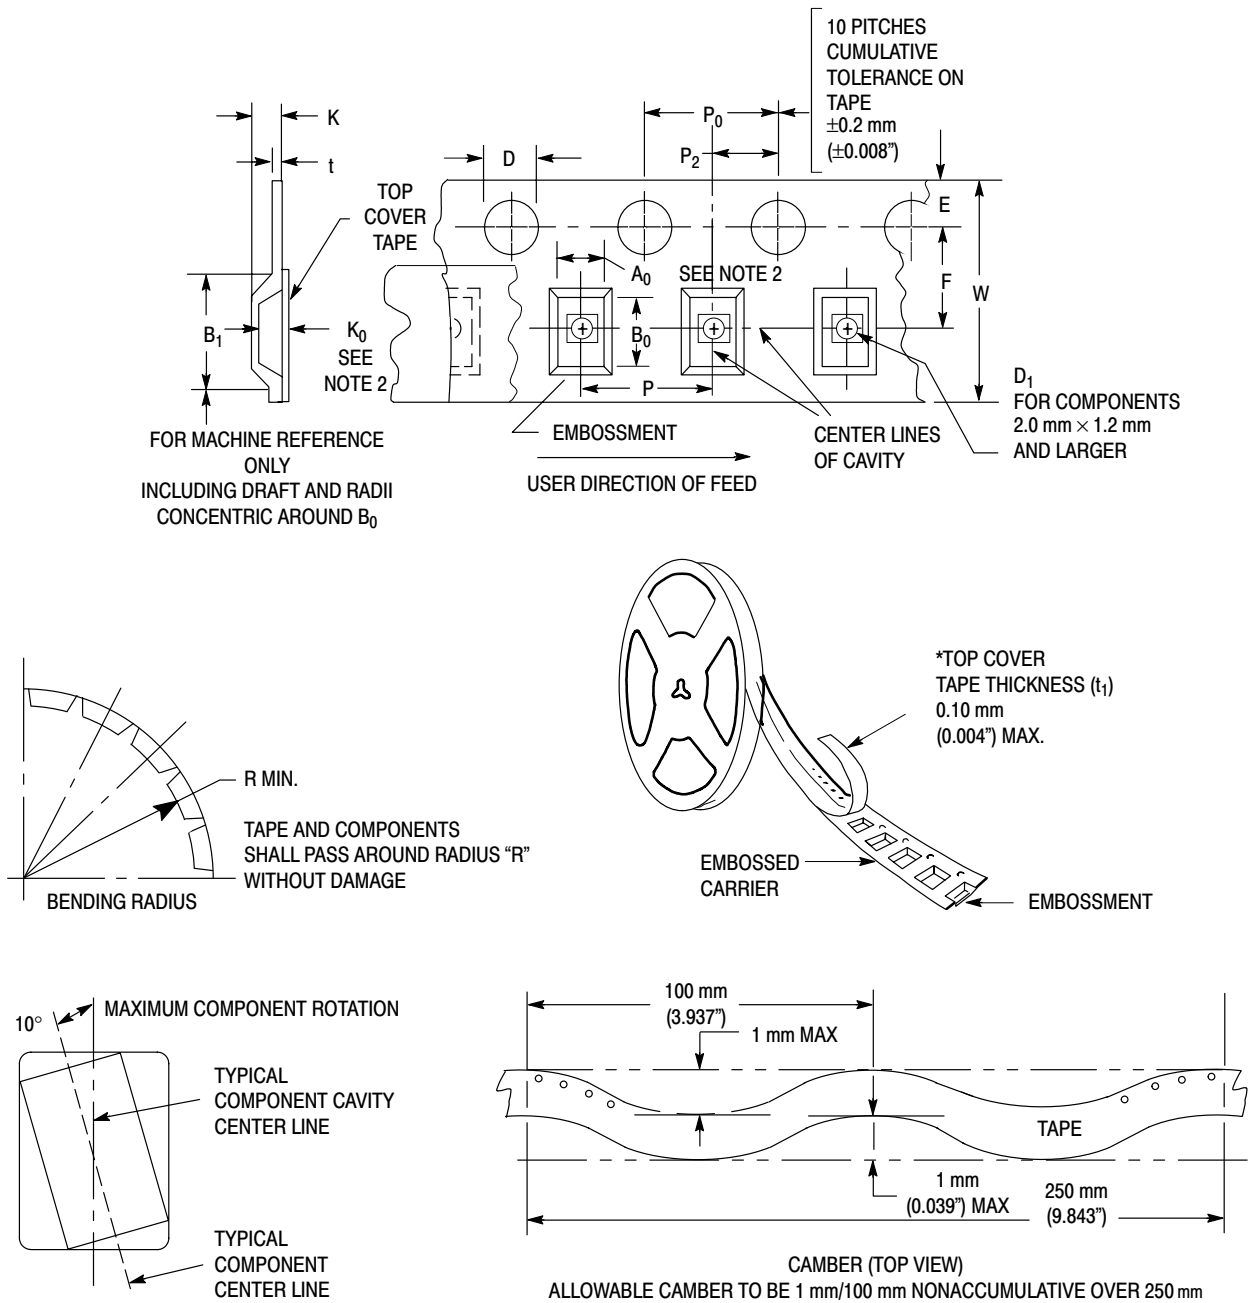 10 PITCHES
CUMULATIVE
TOLERANCE ON
TAPE
±0.2 mm
(±0.008")
K
t
D
P0
P2
E
TOP
COVER
TAPE
A0
SEE NOTE 2
F
W
B1
K0
SEE
NOTE 2
B0
P
D1
FOR COMPONENTS
2.0 mm × 1.2 mm
AND LARGER
EMBOSSMENT
CENTER LINES
OF CAVITY
FOR MACHINE REFERENCE
ONLY
INCLUDING DRAFT AND RADII
CONCENTRIC AROUND B0
USER DIRECTION OF FEED
*TOP COVER
TAPE THICKNESS (t1)
0.10 mm
(0.004") MAX.
R MIN.
TAPE AND COMPONENTS
SHALL PASS AROUND RADIUS “R”
WITHOUT DAMAGE
BENDING RADIUS
EMBOSSED
CARRIER
EMBOSSMENT
10°
MAXIMUM COMPONENT ROTATION
TYPICAL
COMPONENT CAVITY
CENTER LINE
TYPICAL
COMPONENT
CENTER LINE
100 mm
(3.937")
1 mm MAX
TAPE
1 mm
(0.039") MAX
250 mm
(9.843")
CAMBER (TOP VIEW)
ALLOWABLE CAMBER TO BE 1 mm/100 mm NONACCUMULATIVE OVER 250 mm